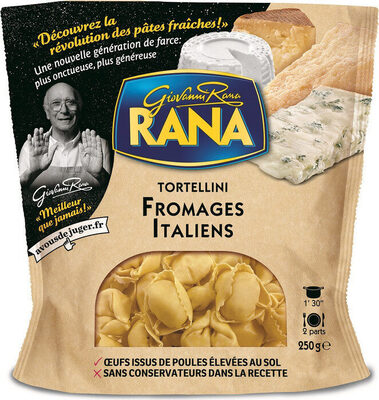 «Découvrez la
révolution des pâtes fraîches!»
Une nouvelle génération de farce:
plus onctueuse, plus généreuse
Giovanni Rana
RANA
Giovanni Rana
«Meilleur
que jamais!»
avousdejuger.fr
TORTELLINI
FROMAGES
ITALIENS
1'30"
2 parts
250g e
✓ ŒUFS ISSUS DE POULES ÉLEVÉES AU SOL
✗ SANS CONSERVATEURS DANS LA RECETTE